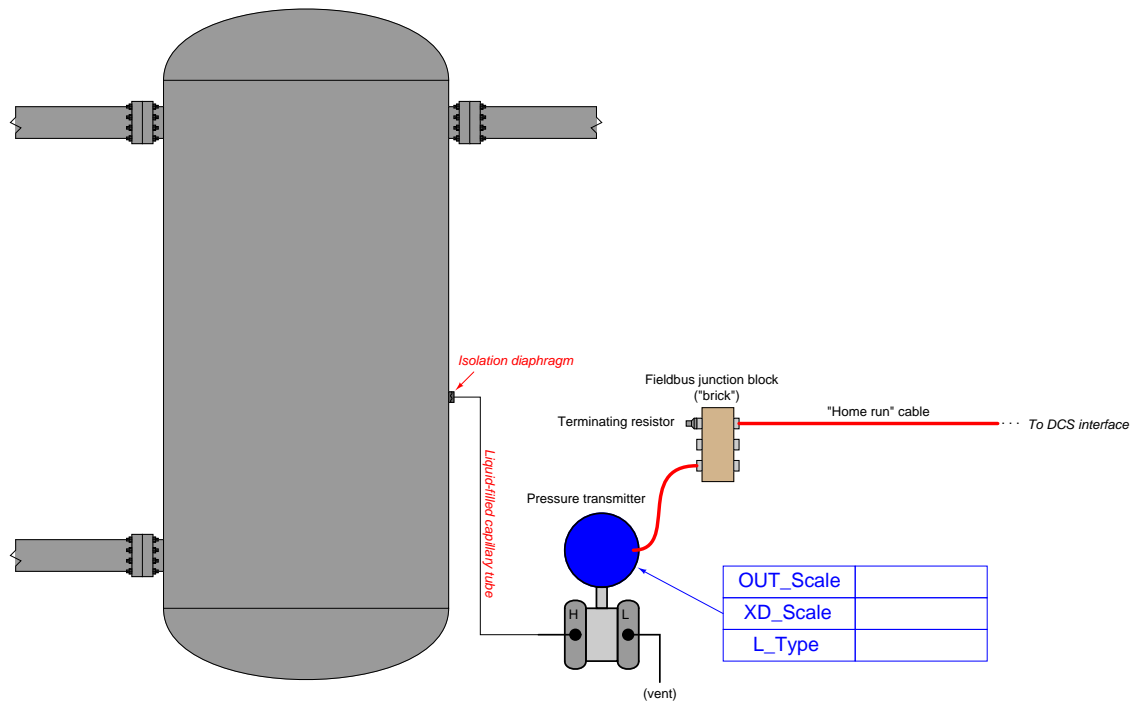 Isolation diaphragm
Fieldbus junction block
("brick")
"Home run" cable
Terminating resistor
· · · To DCS interface
Liquid-filled capillary tube
Pressure transmitter
OUT_Scale
XD_Scale
L_Type
H
L
(vent)